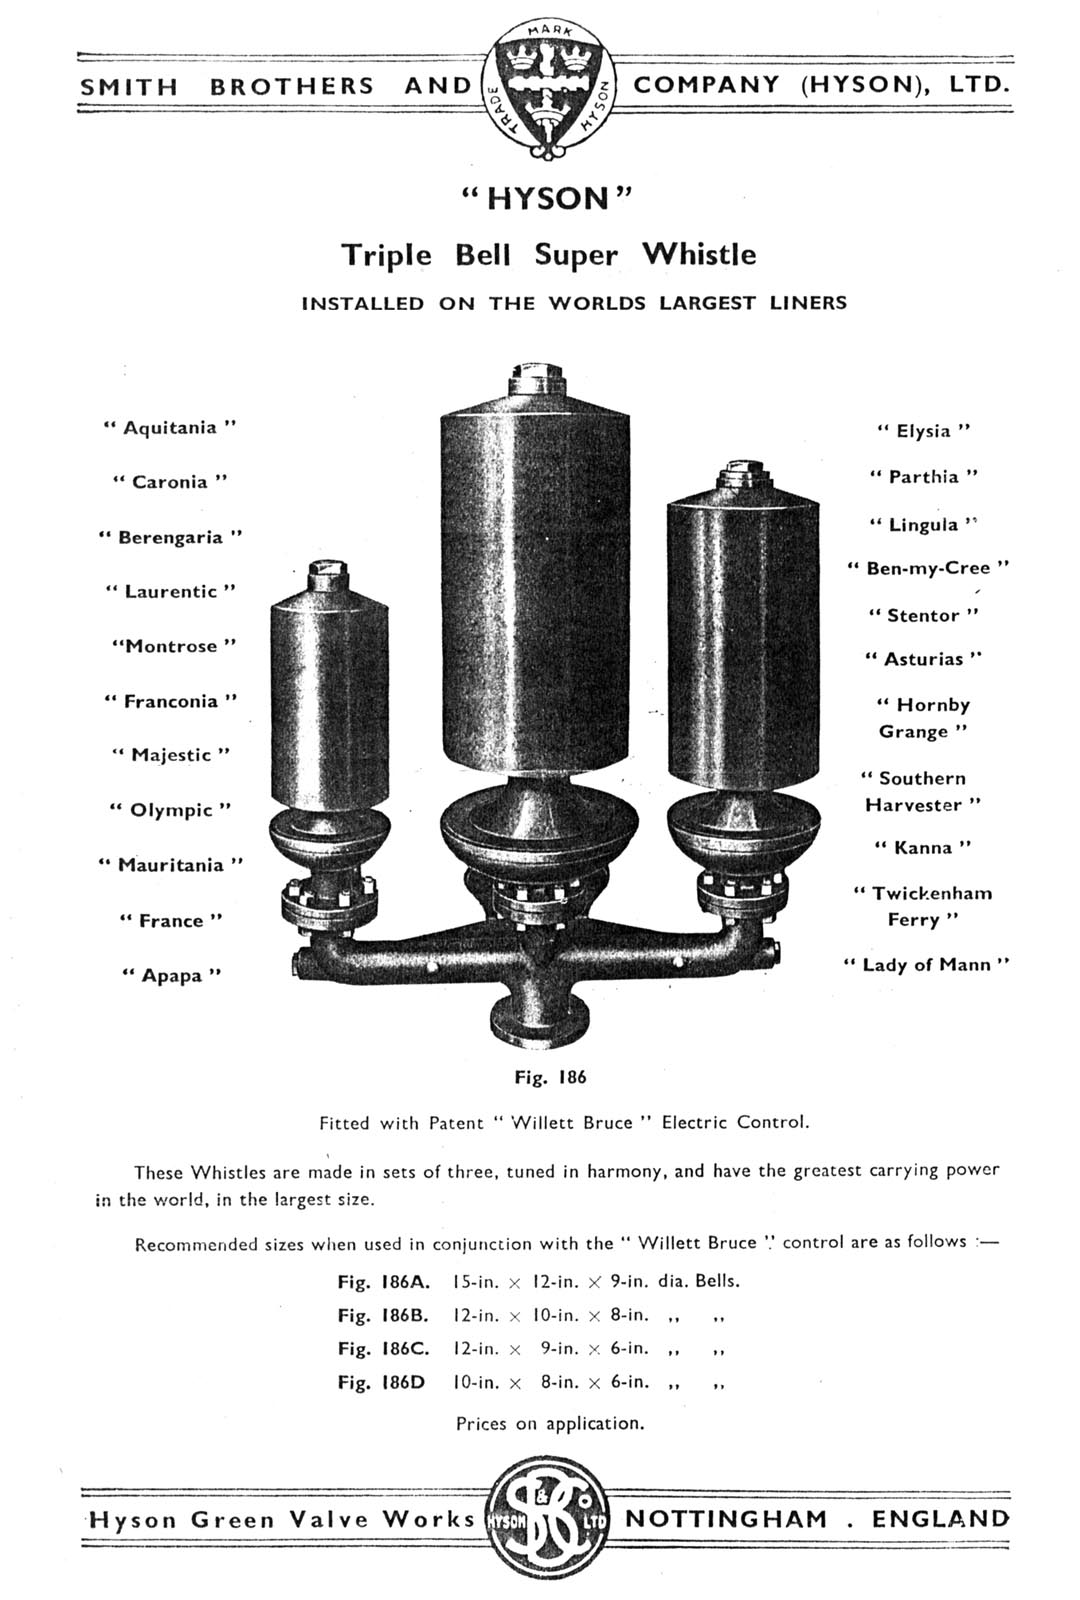 SMITH BROTHERS AND COMPANY (HYSON), LTD.
TRADE MARK HYSON
“HYSON”
Triple Bell Super Whistle
INSTALLED ON THE WORLDS LARGEST LINERS
“ Aquitania ”
“ Caronia ”
“ Berengaria ”
“ Laurentic ”
“Montrose ”
“ Franconia ”
“ Majestic ”
“ Olympic ”
“ Mauritania ”
“ France ”
“ Apapa ”
“ Elysia ”
“ Parthia ”
“ Lingula ”
“ Ben-my-Cree ”
“ Stentor ”
“ Asturias ”
“ Hornby
Grange ”
“ Southern
Harvester ”
“ Kanna ”
“ Twickenham
Ferry ”
“ Lady of Mann ”
Fig. 186
Fitted with Patent “ Willett Bruce ” Electric Control.
These Whistles are made in sets of three, tuned in harmony, and have the greatest carrying power
in the world, in the largest size.
Recommended sizes when used in conjunction with the “ Willett Bruce ” control are as follows :—
Fig. 186A. 15-in. × 12-in. × 9-in. dia. Bells.
Fig. 186B. 12-in. × 10-in. × 8-in. ,, ,,
Fig. 186C. 12-in. × 9-in. × 6-in. ,, ,,
Fig. 186D 10-in. × 8-in. × 6-in. ,, ,,
Prices on application.
Hyson Green Valve Works
SB&Co HYSON LTD
NOTTINGHAM . ENGLAND